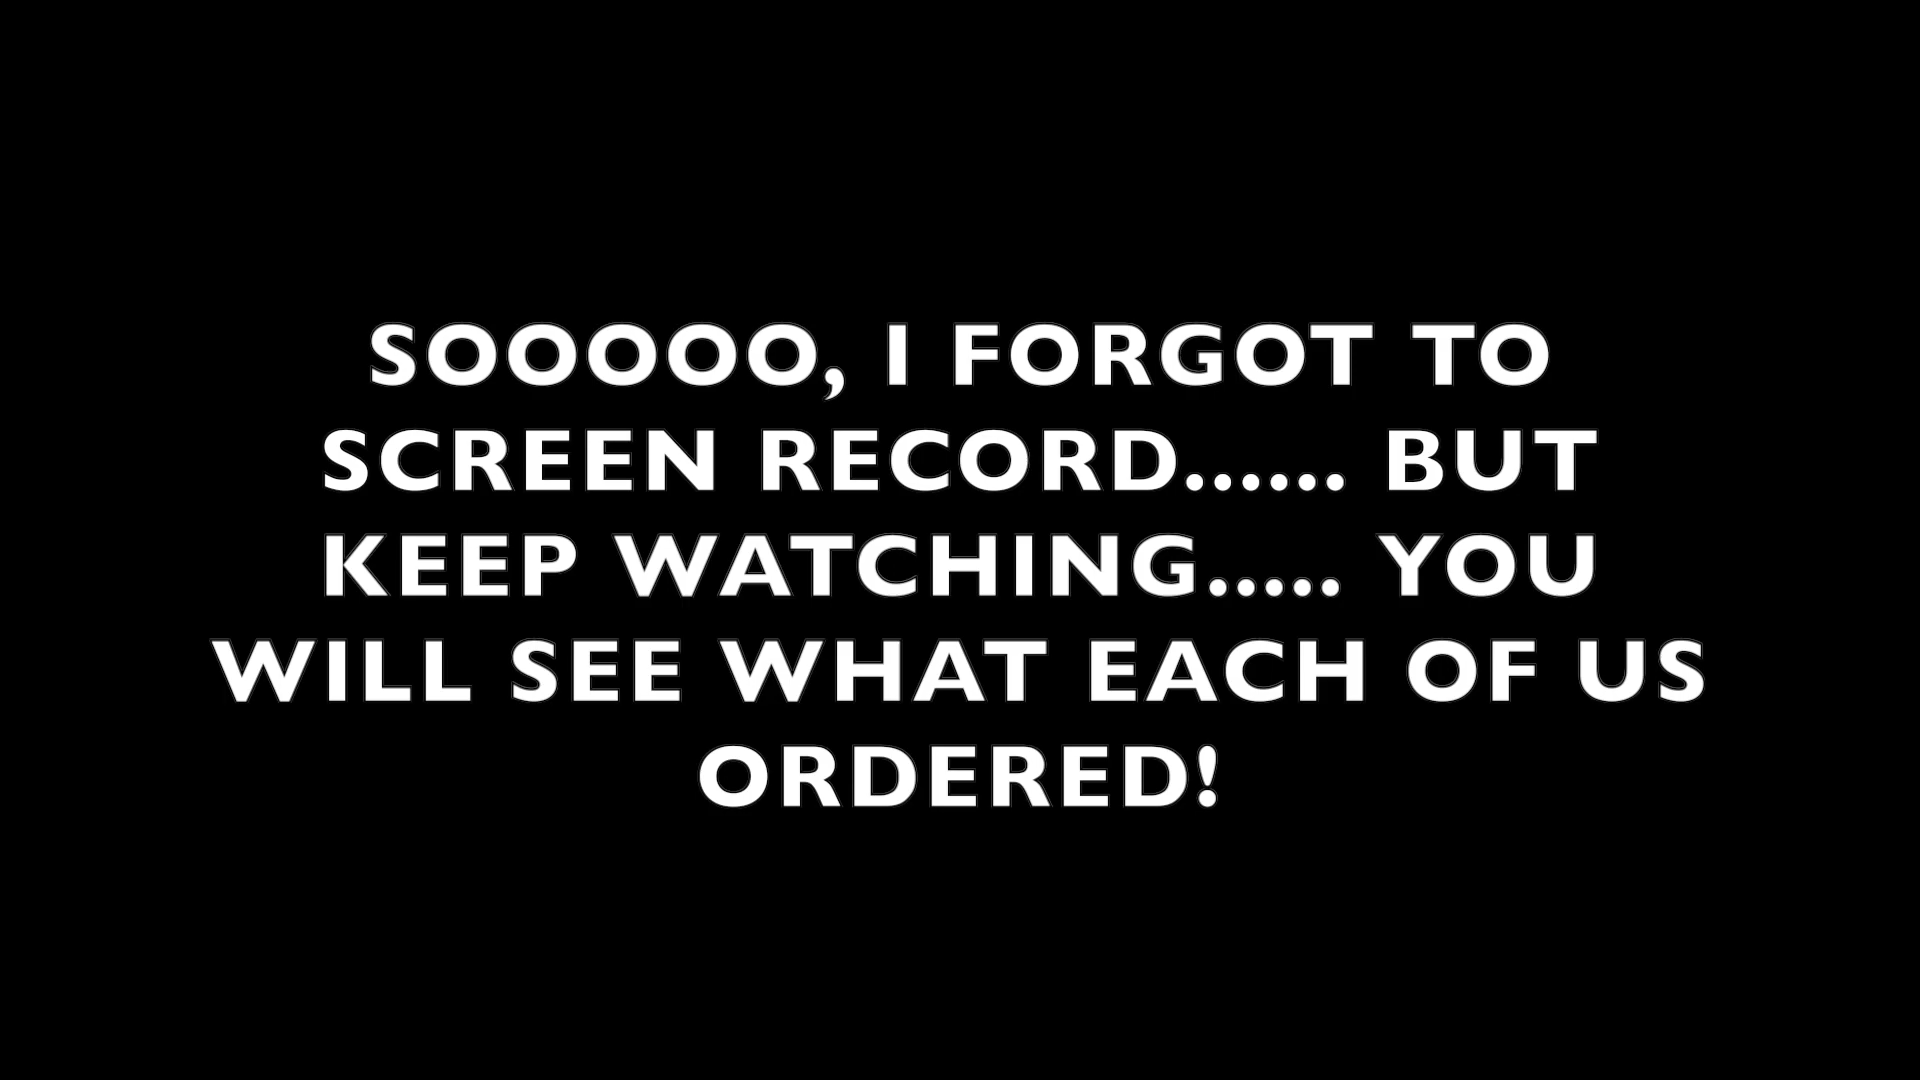 SOOOOO, I FORGOT TO
SCREEN RECORD...... BUT
KEEP WATCHING..... YOU
WILL SEE WHAT EACH OF US
ORDERED!